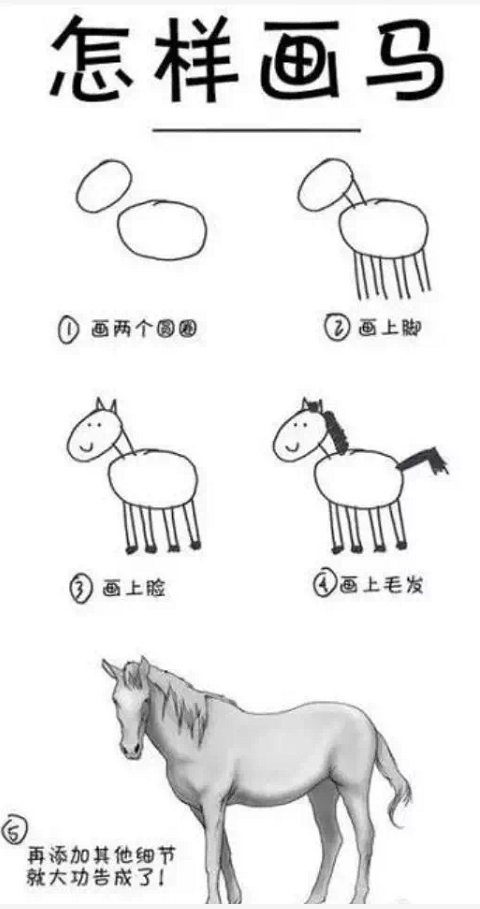 怎样画马
① 画两个圆圈
② 画上脚
③ 画上脸
④ 画上毛发
⑤
再添加其他细节
就大功告成了!